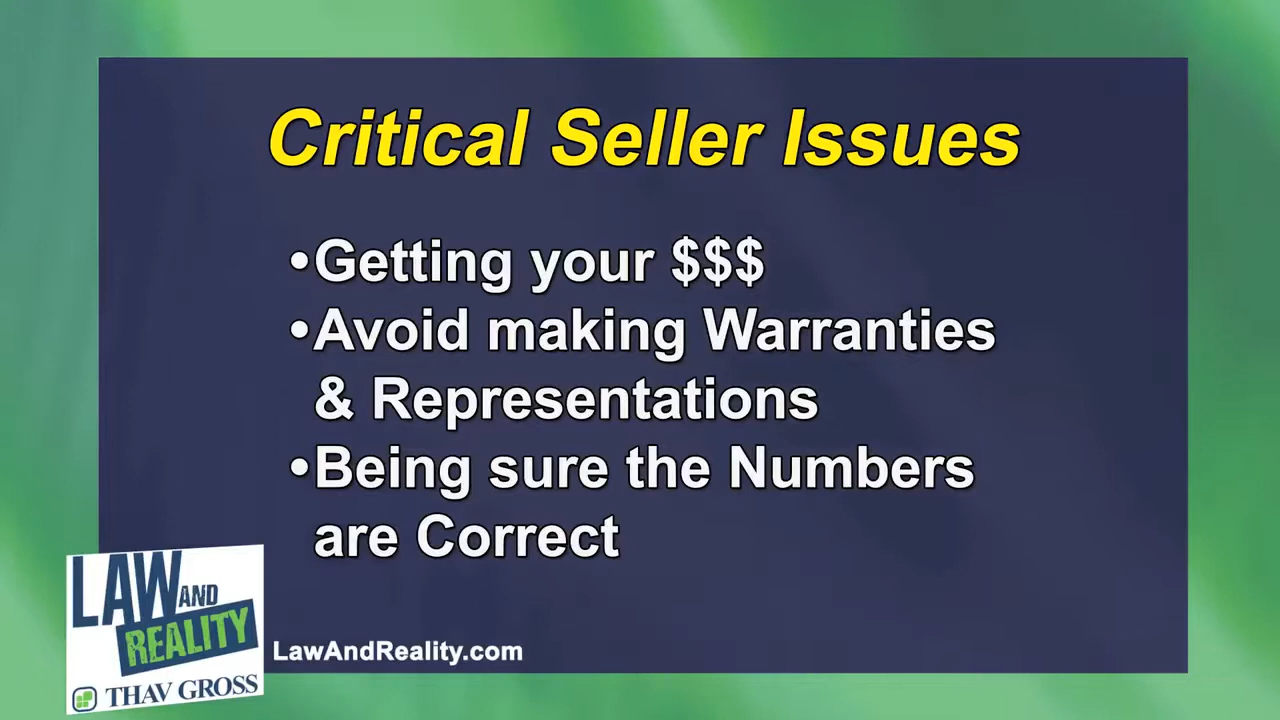 Critical Seller Issues
•Getting your $$$
•Avoid making Warranties
& Representations
•Being sure the Numbers
are Correct
LAW AND
REALITY
THAV GROSS
LawAndReality.com